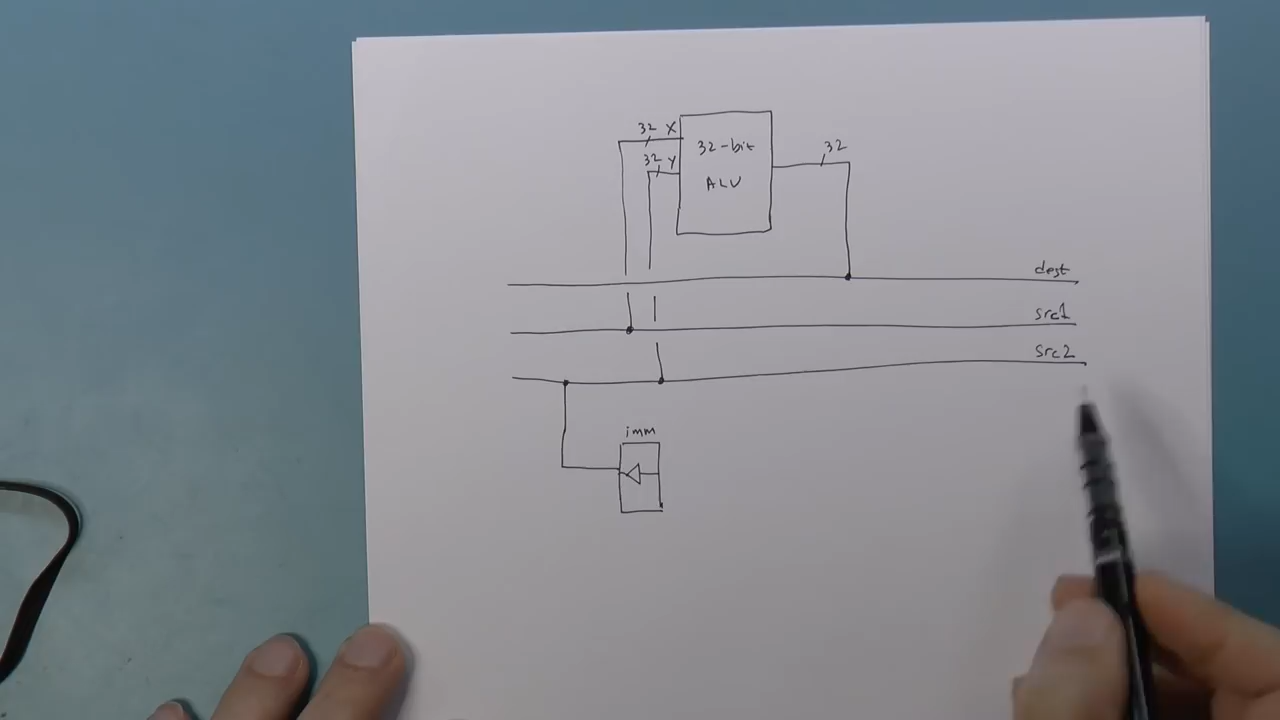 32 X
32 Y
32-bit
ALU
32
dest
src1
src2
imm